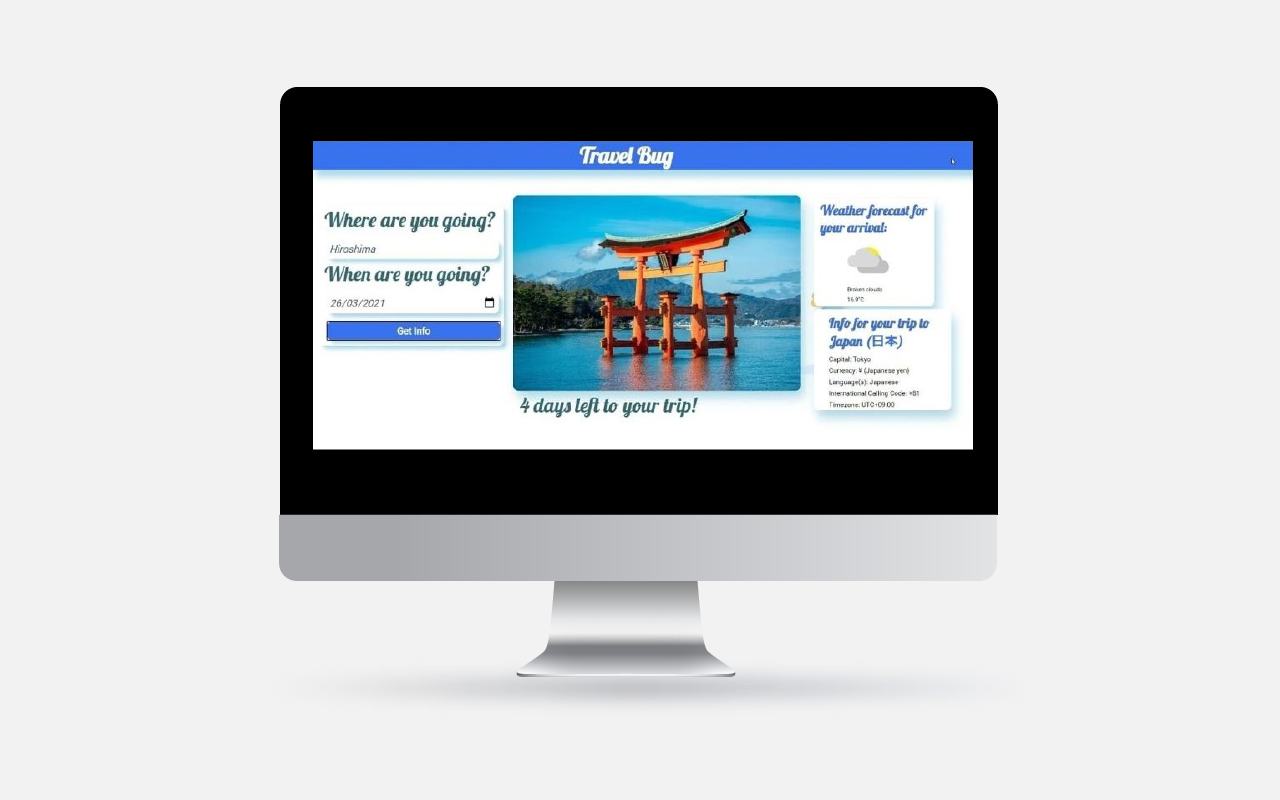 Travel Bug
Where are you going?
Hiroshima
When are you going?
26/03/2021
Get Info
4 days left to your trip!
Weather forecast for
your arrival:
Broken clouds
16.9°C
Info for your trip to
Japan (日本)
Capital: Tokyo
Currency: ¥ (Japanese yen)
Language(s): Japanese
International Calling Code: +81
Timezone: UTC+09:00